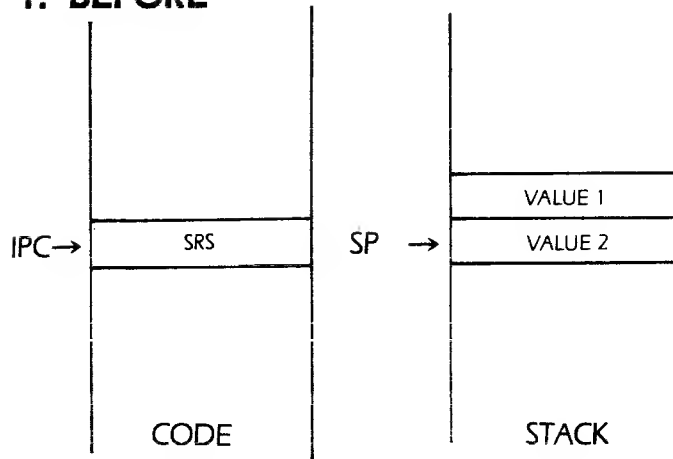 1. BEFORE
VALUE 1
IPC→ SRS SP → VALUE 2
CODE STACK